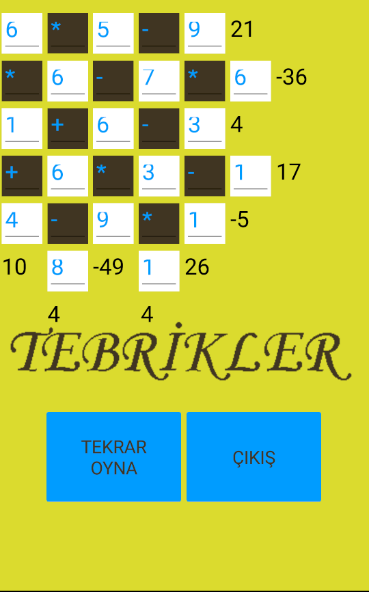 6 * 5 - 9 21
* 6 - 7 * 6 -36
1 + 6 - 3 4
+ 6 * 3 - 1 17
4 - 9 * 1 -5
10 8 -49 1 26
4 4
TEBRİKLER
TEKRAR
OYNA
ÇIKIŞ